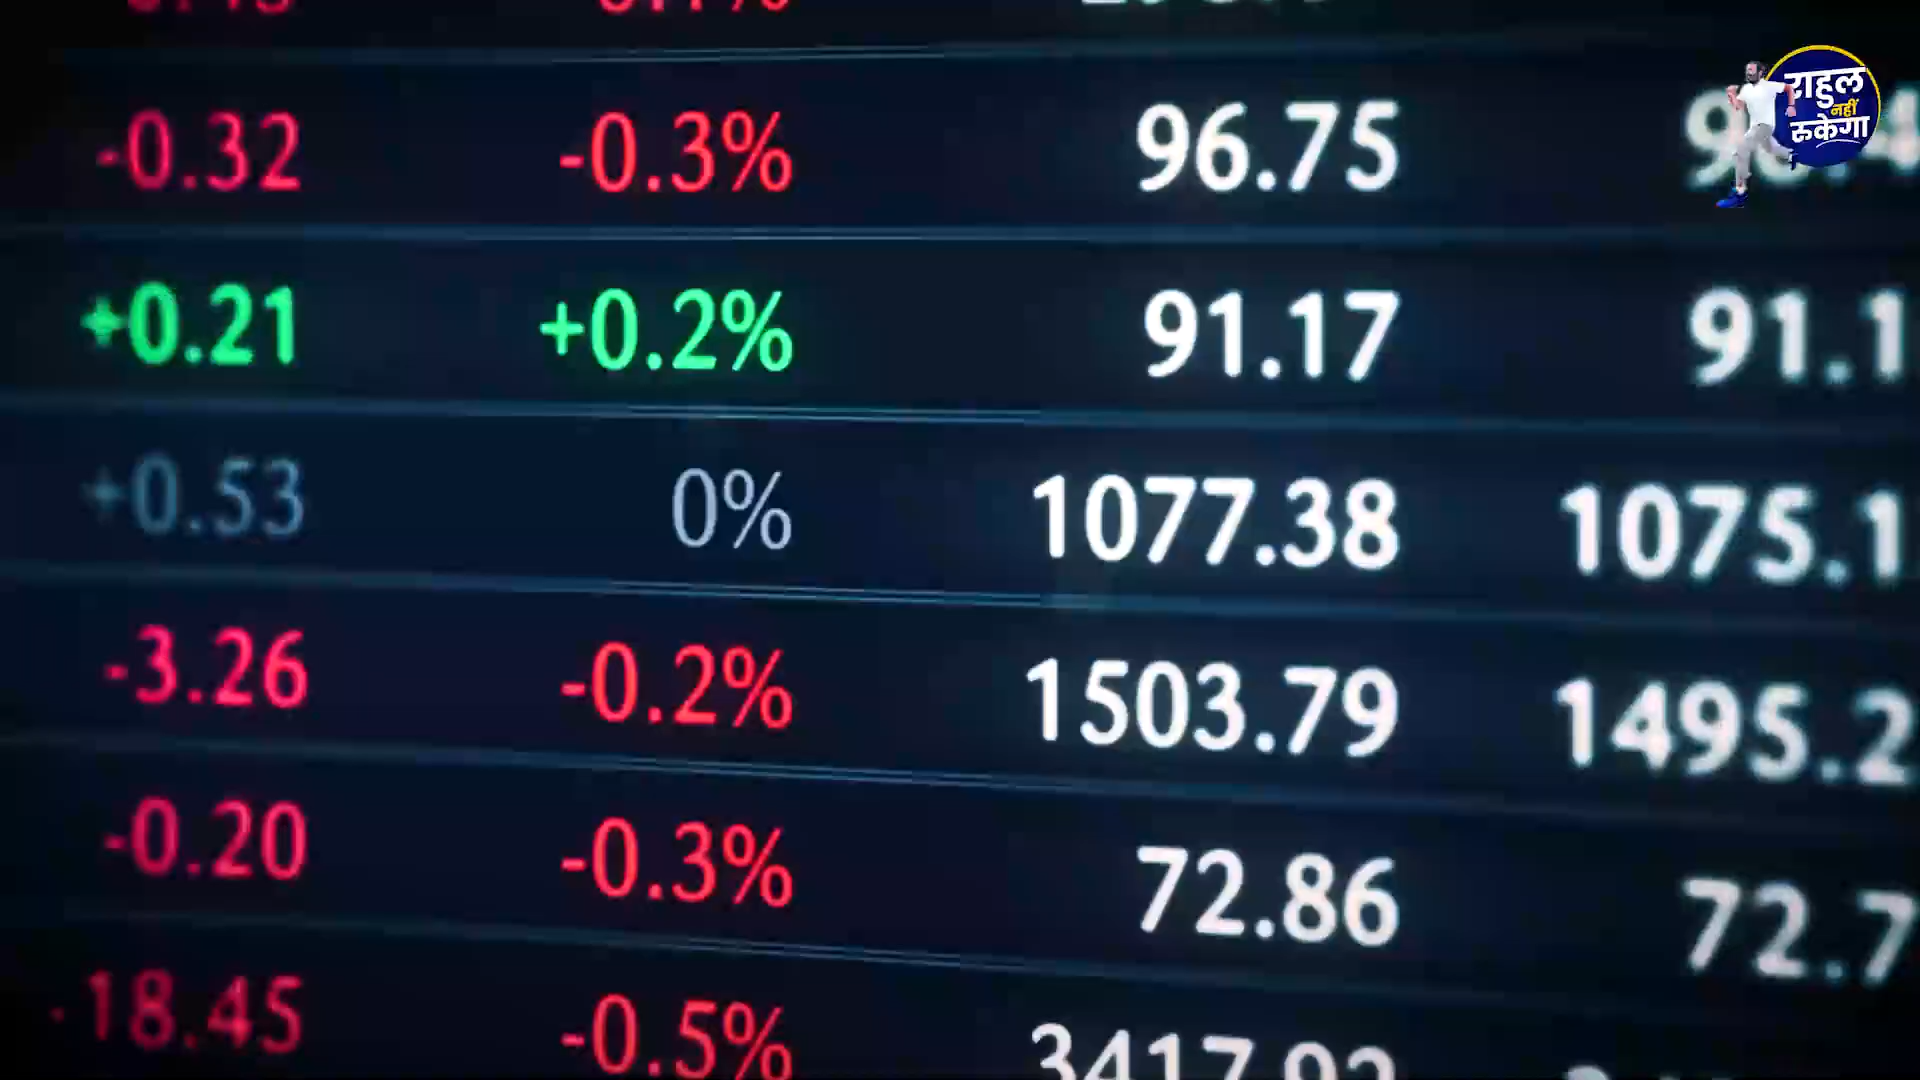 -0.32 -0.3% 96.75
राहुल
नहीं
रुकेगा
+0.21 +0.2% 91.17 91.1
+0.53 0% 1077.38 1075.1
-3.26 -0.2% 1503.79 1495.2
-0.20 -0.3% 72.86 72.7
-18.45 -0.5% 3417.92